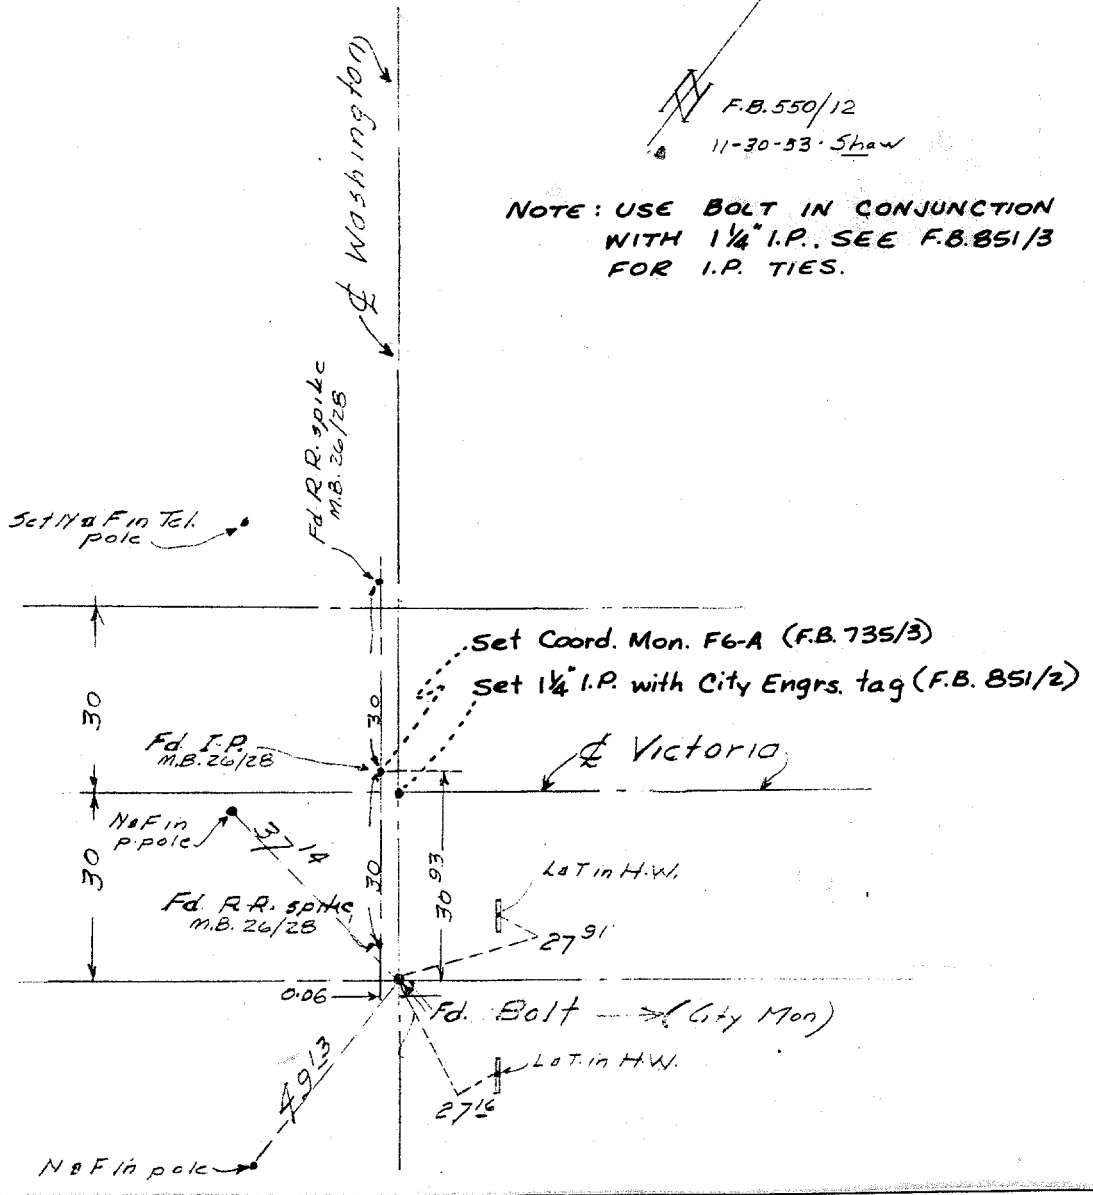 ℄ Washington
F.B. 550/12
11-30-53 · Shaw
NOTE: USE BOLT IN CONJUNCTION
WITH 1¼" I.P.. SEE F.B. 851/3
FOR I.P. TIES.
Fd. R.R. spike
M.B. 26/28
Set N&F in Tel.
pole
Set Coord. Mon. F6-A (F.B. 735/3)
Set 1¼" I.P. with City Engrs. tag (F.B. 851/2)
30
30
Fd. I.P.
M.B. 26/28
℄ Victoria
N&F in
p.pole
37 14
30
30
30 93
L&T in H.W.
Fd. R.R. spike
M.B. 26/28
27 91
0.06
Fd. Bolt (City Mon)
49 13
L&T in H.W.
27 16
N&F in pole